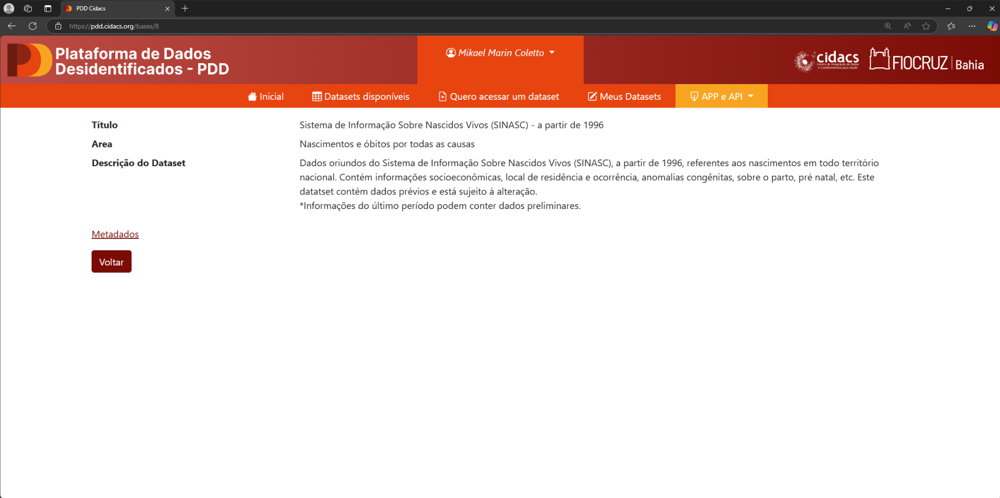 PDD Cidacs
https://pdd.cidacs.org/bases/8
Plataforma de Dados
Desidentificados - PDD
Mikael Marin Coletto
cidacs
Centro de Integração de Dados
e Conhecimentos para Saúde
FIOCRUZ | Bahia
Inicial
Datasets disponíveis
Quero acessar um dataset
Meus Datasets
APP e API
Título
Sistema de Informação Sobre Nascidos Vivos (SINASC) - a partir de 1996
Area
Nascimentos e óbitos por todas as causas
Descrição do Dataset
Dados oriundos do Sistema de Informação Sobre Nascidos Vivos (SINASC), a partir de 1996, referentes aos nascimentos em todo território
nacional. Contém informações socioeconômicas, local de residência e ocorrência, anomalias congênitas, sobre o parto, pré natal, etc. Este
datatset contém dados prévios e está sujeito à alteração.
*Informações do último período podem conter dados preliminares.
Metadados
Voltar